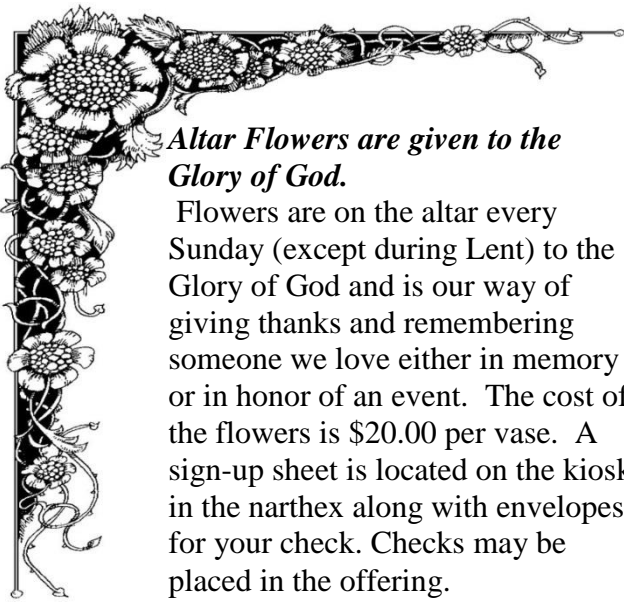 Altar Flowers are given to the
Glory of God.
Flowers are on the altar every
Sunday (except during Lent) to the
Glory of God and is our way of
giving thanks and remembering
someone we love either in memory
or in honor of an event.  The cost of
the flowers is $20.00 per vase.  A
sign-up sheet is located on the kiosk
in the narthex along with envelopes
for your check. Checks may be
placed in the offering.